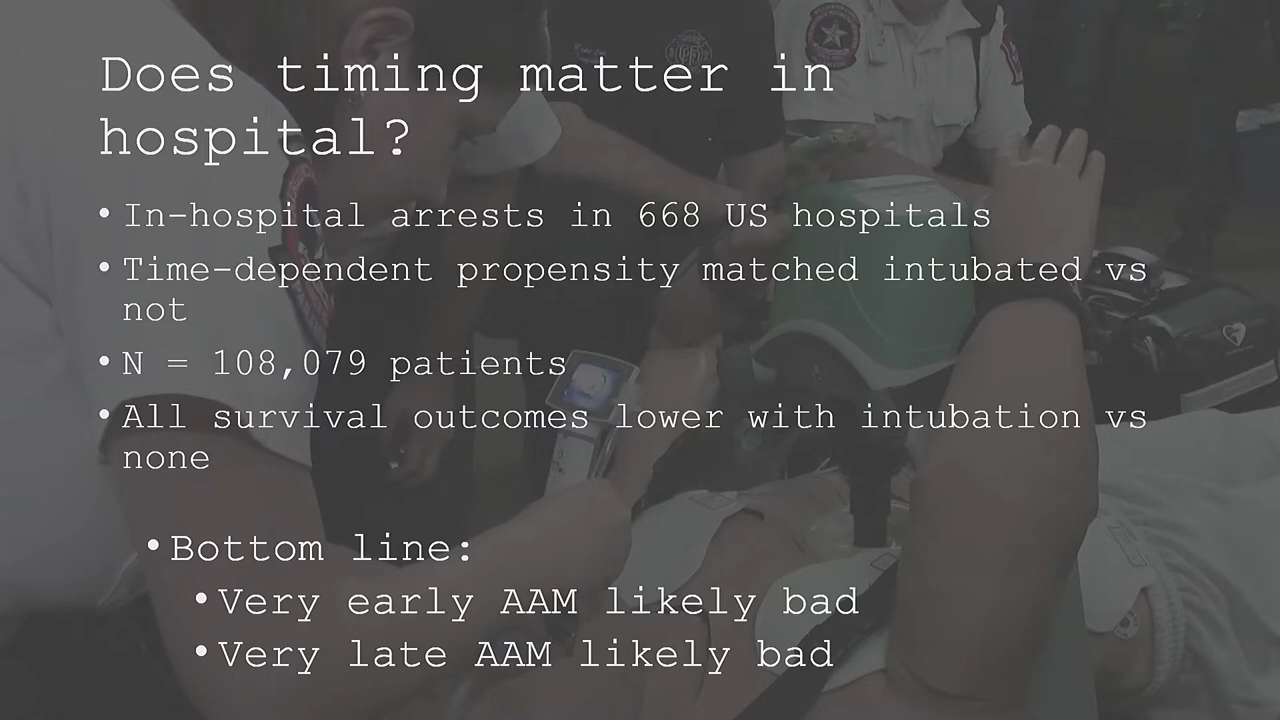 Does timing matter in
hospital?
• In-hospital arrests in 668 US hospitals
• Time-dependent propensity matched intubated vs
not
• N = 108,079 patients
• All survival outcomes lower with intubation vs
none
• Bottom line:
• Very early AAM likely bad
• Very late AAM likely bad